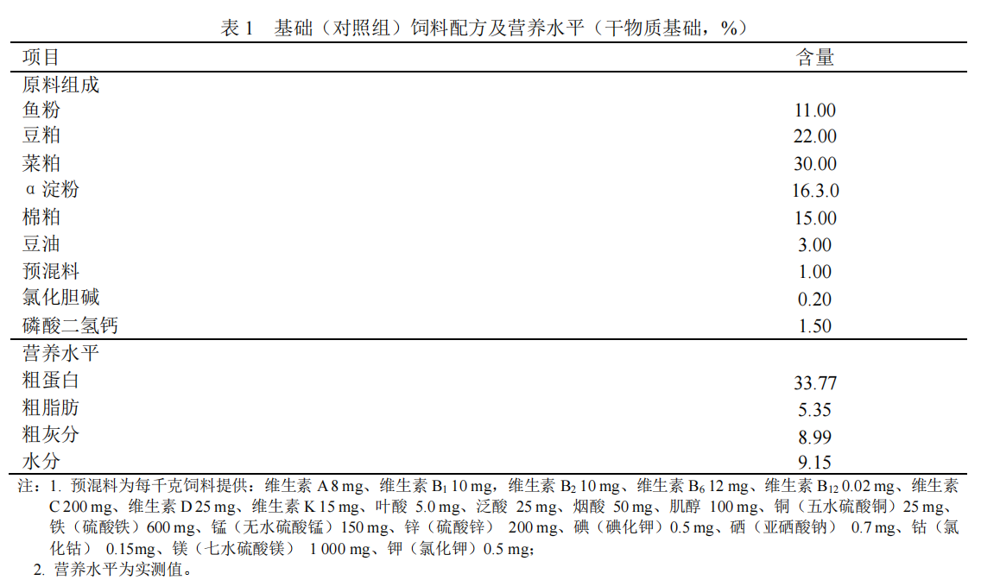 表 1 基础（对照组）饲料配方及营养水平（干物质基础，%）
项目 含量
原料组成
鱼粉 11.00
豆粕 22.00
菜粕 30.00
α 淀粉 16.3.0
棉粕 15.00
豆油 3.00
预混料 1.00
氯化胆碱 0.20
磷酸二氢钙 1.50
营养水平
粗蛋白 33.77
粗脂肪 5.35
粗灰分 8.99
水分 9.15
注：1. 预混料为每千克饲料提供：维生素 A 8 mg、维生素 B₁ 10 mg，维生素 B₂ 10 mg、维生素 B₆ 12 mg、维生素 B₁₂ 0.02 mg、维生素
C 200 mg、维生素 D 25 mg、维生素 K 15 mg、叶酸 5.0 mg、泛酸 25 mg、烟酸 50 mg、肌醇 100 mg、铜（五水硫酸铜）25 mg、
铁（硫酸铁）600 mg、锰（无水硫酸锰）150 mg、锌（硫酸锌） 200 mg、碘（碘化钾）0.5 mg、硒（亚硒酸钠） 0.7 mg、钴（氯
化钴） 0.15mg、镁（七水硫酸镁） 1 000 mg、钾（氯化钾）0.5 mg；
2. 营养水平为实测值。